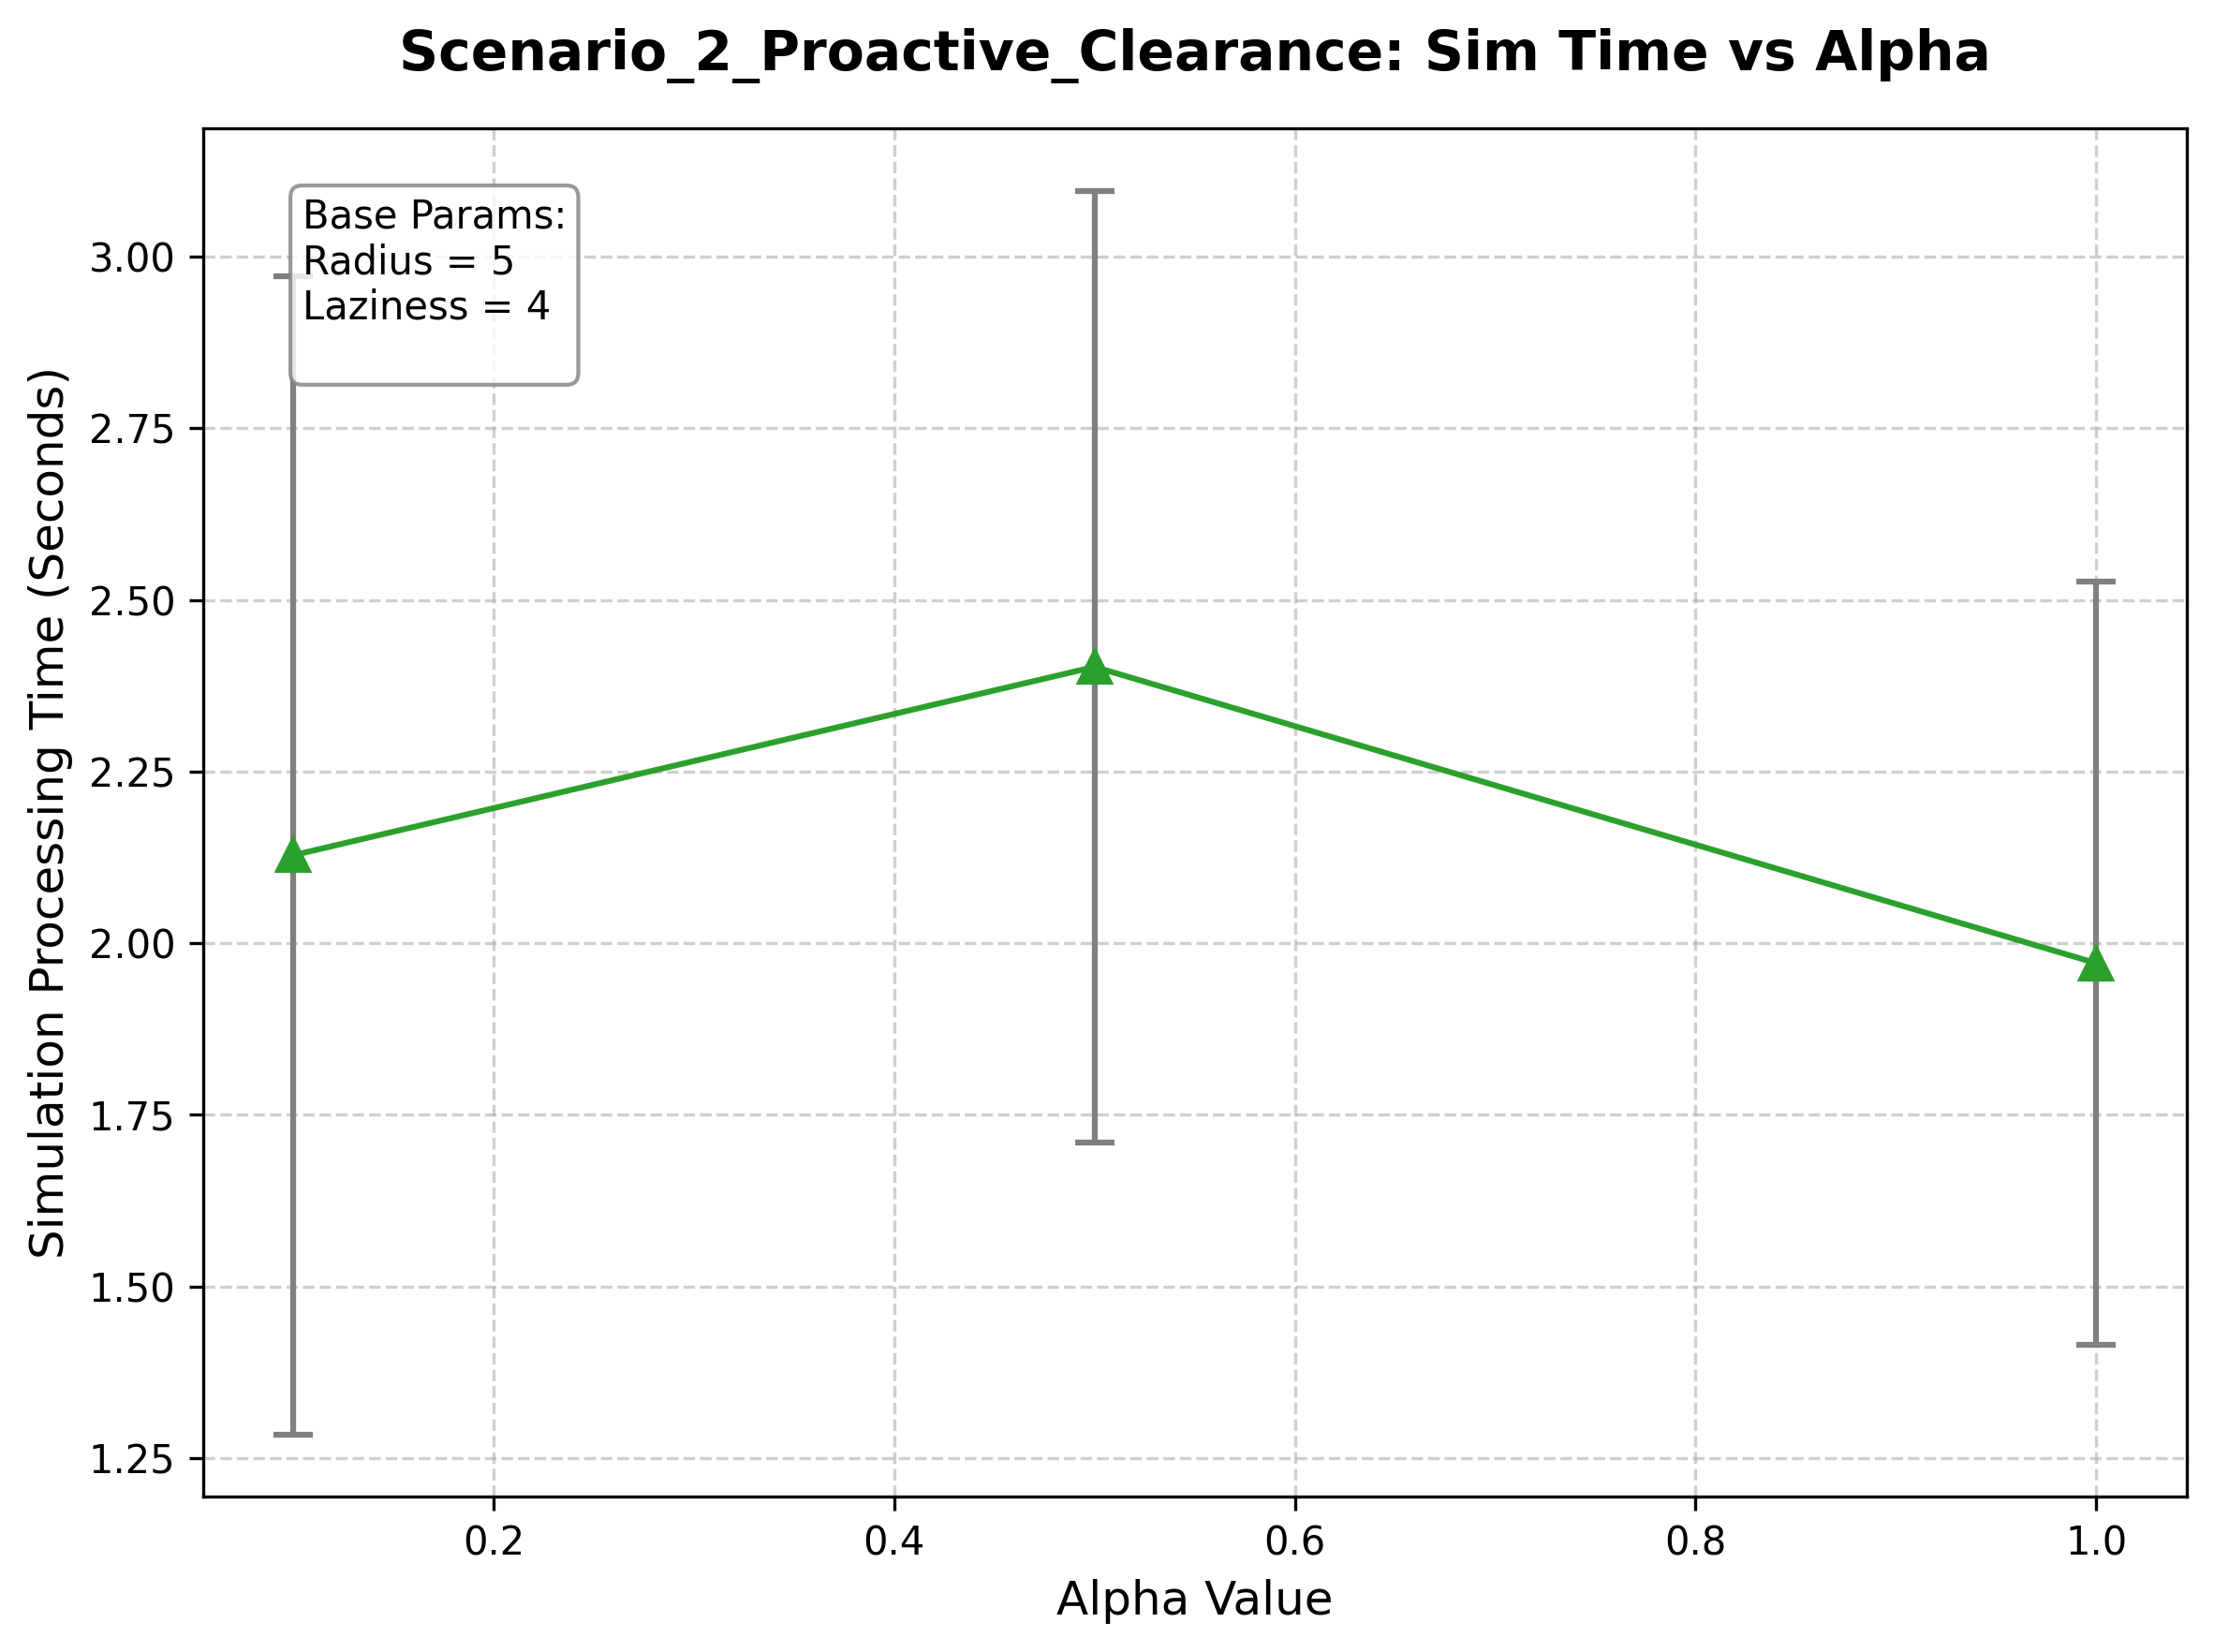 Scenario_2_Proactive_Clearance: Sim Time vs Alpha
Base Params:
Radius = 5
Laziness = 4
Simulation Processing Time (Seconds)
3.00
2.75
2.50
2.25
2.00
1.75
1.50
1.25
0.2 0.4 0.6 0.8 1.0
Alpha Value